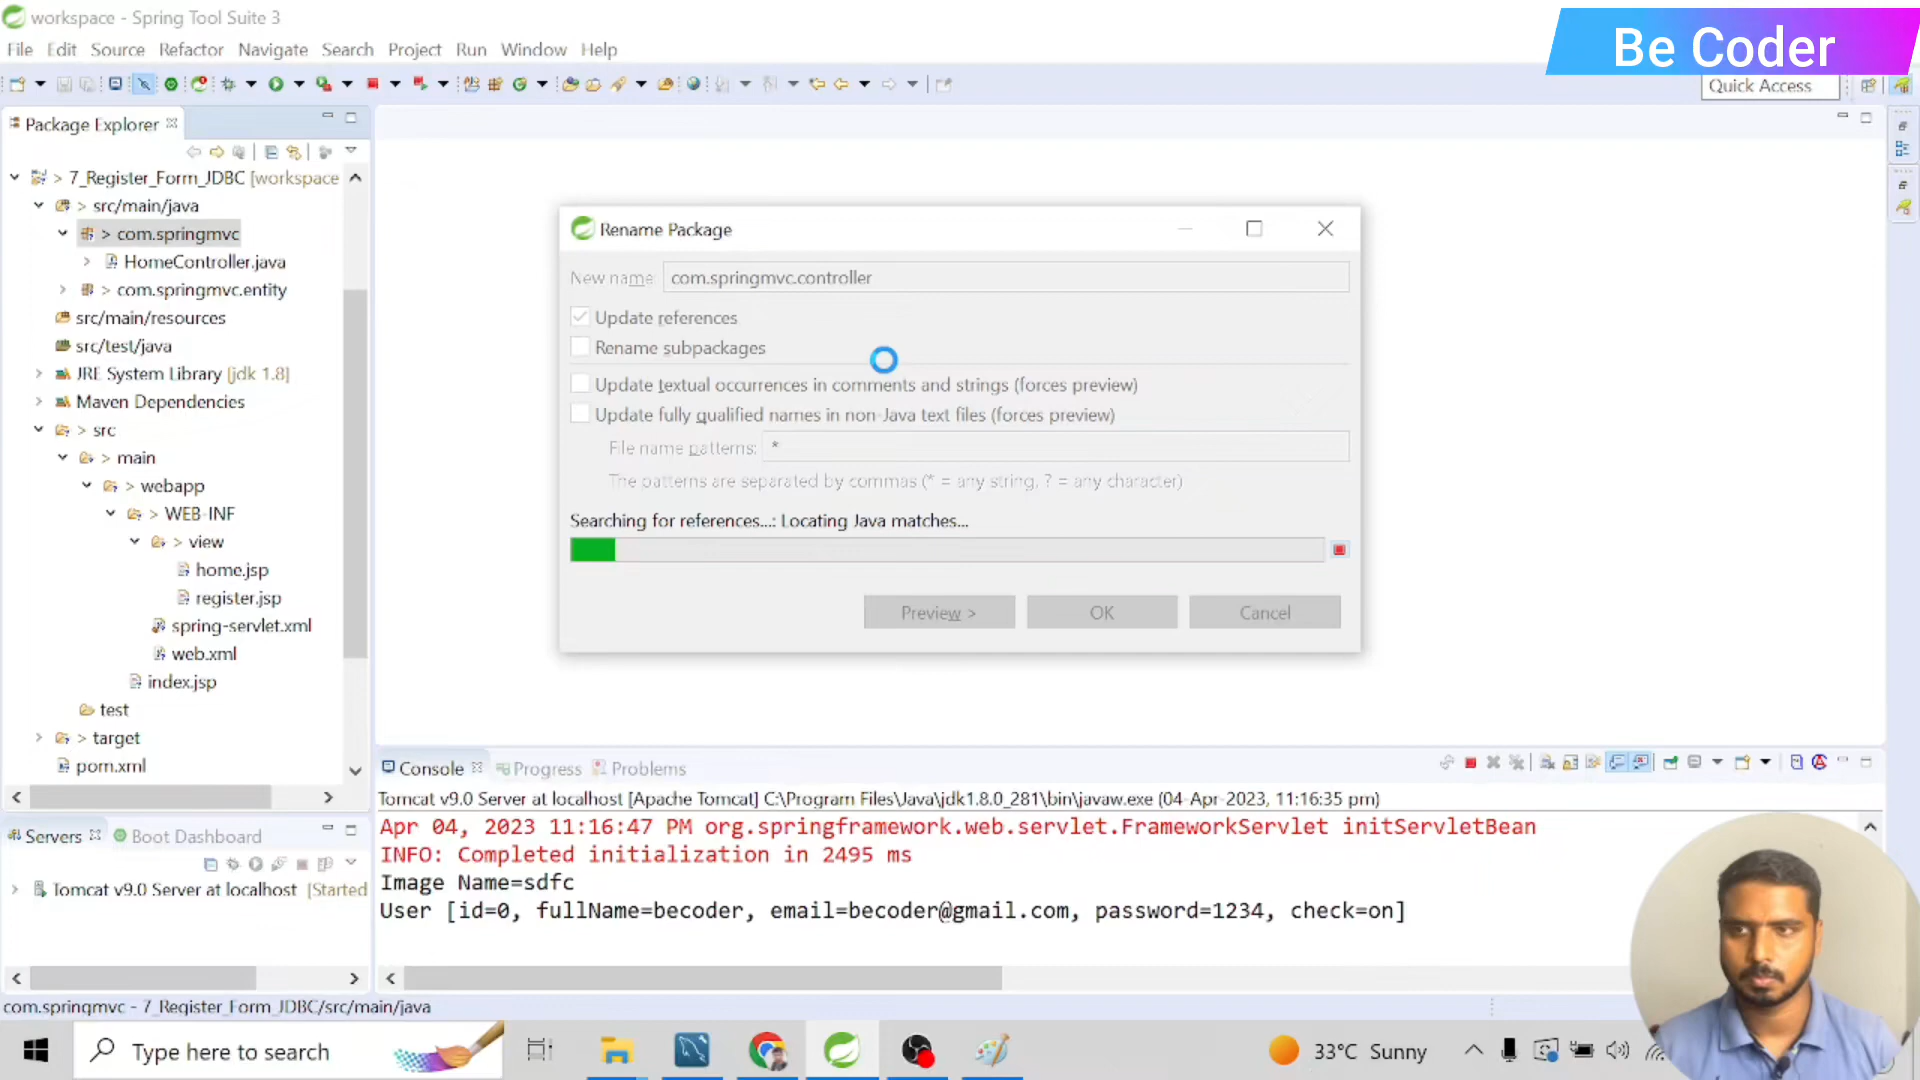 workspace - Spring Tool Suite 3
File Edit Source Refactor Navigate Search Project Run Window Help
Be Coder
Quick Access
Package Explorer
> 7_Register_Form_JDBC [workspace
> src/main/java
> com.springmvc
HomeController.java
> com.springmvc.entity
src/main/resources
src/test/java
JRE System Library [jdk 1.8]
Maven Dependencies
> src
> main
> webapp
> WEB-INF
> view
home.jsp
register.jsp
spring-servlet.xml
web.xml
index.jsp
test
> target
pom.xml
Rename Package
New name: com.springmvc.controller
Update references
Rename subpackages
Update textual occurrences in comments and strings (forces preview)
Update fully qualified names in non-Java text files (forces preview)
File name patterns: *
The patterns are separated by commas (* = any string, ? = any character)
Searching for references...: Locating Java matches...
Preview > OK Cancel
Console Progress Problems
Tomcat v9.0 Server at localhost [Apache Tomcat] C:\Program Files\Java\jdk1.8.0_281\bin\javaw.exe (04-Apr-2023, 11:16:35 pm)
Apr 04, 2023 11:16:47 PM org.springframework.web.servlet.FrameworkServlet initServletBean
INFO: Completed initialization in 2495 ms
Image Name=sdfc
User [id=0, fullName=becoder, email=becoder@gmail.com, password=1234, check=on]
Servers Boot Dashboard
Tomcat v9.0 Server at localhost [Started
com.springmvc - 7_Register_Form_JDBC/src/main/java
Type here to search
33°C Sunny